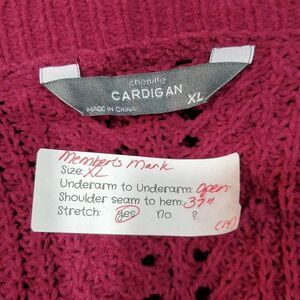 chenille
CARDIGAN
MADE IN CHINA
XL
Member's Mark
Size: XL
Underarm to Underarm: Open
Shoulder seam to hem: 37"
Stretch: yes No ?
(14)